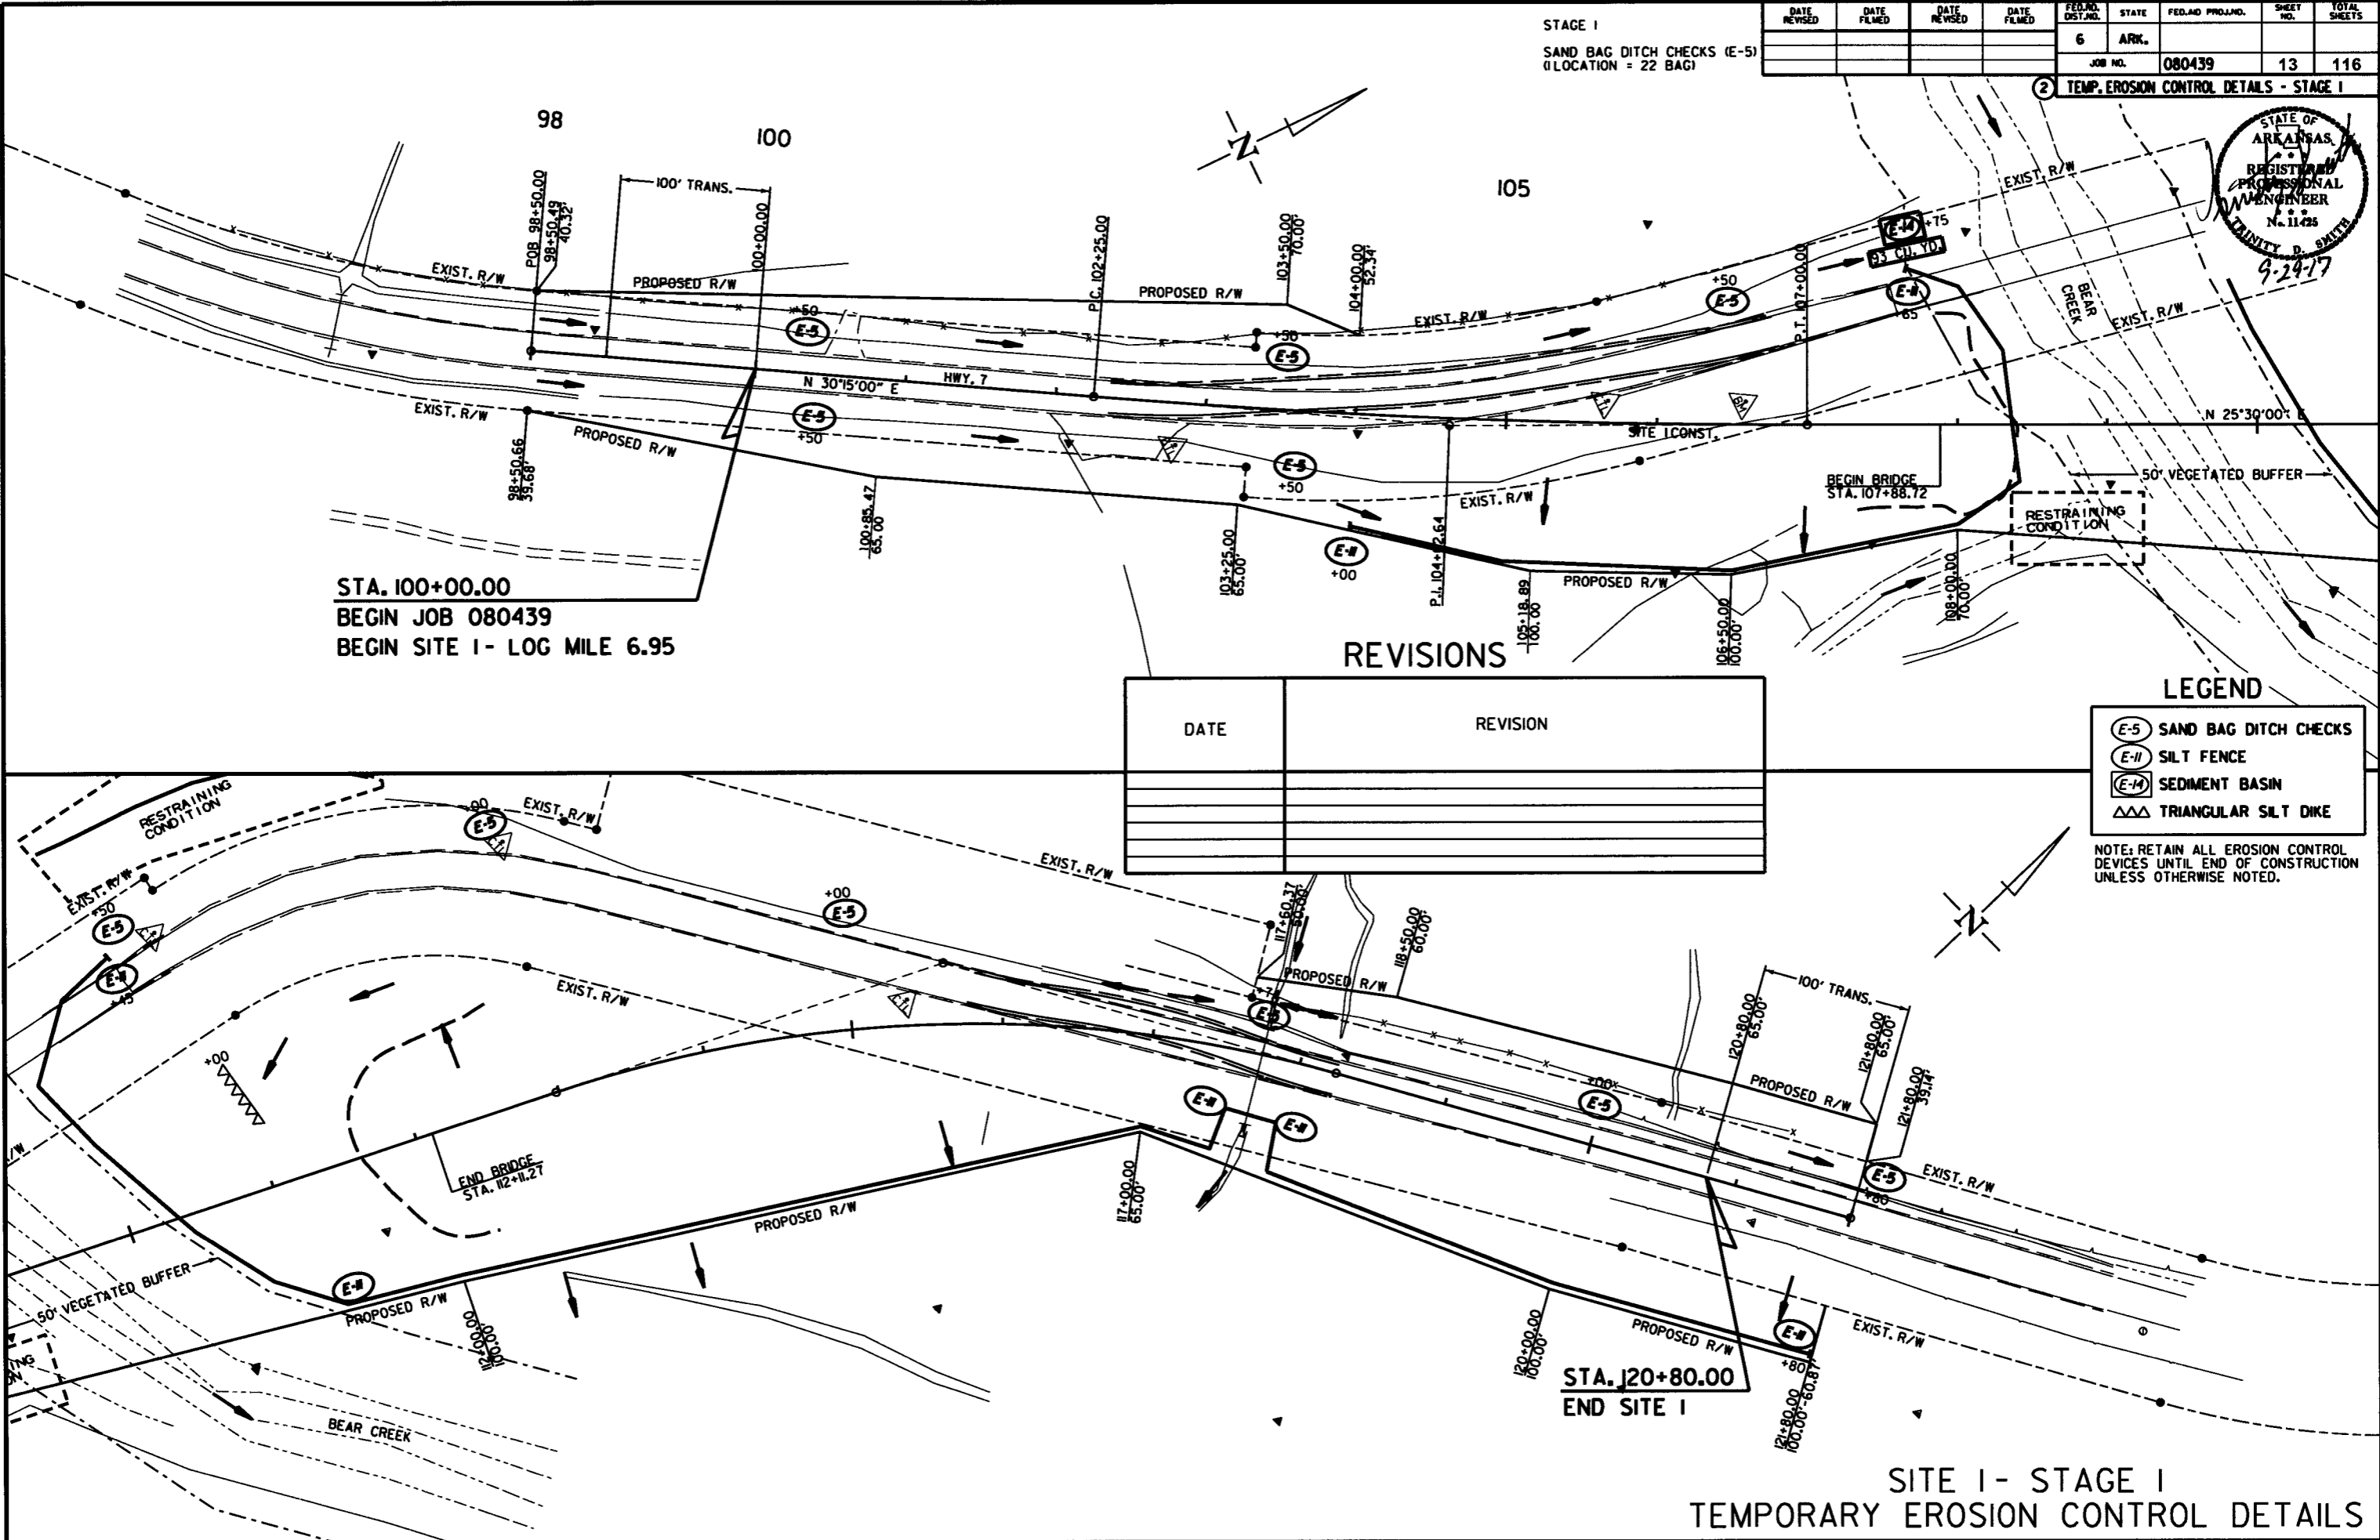 STAGE 1
SAND BAG DITCH CHECKS (E-5)
(1 LOCATION = 22 BAG)
DATE REVISED
DATE FILMED
DATE REVISED
DATE FILMED
FED.RD. DIST.NO.
STATE
FED.AID PROJ.NO.
SHEET NO.
TOTAL SHEETS
6
ARK.
JOB NO.
080439
13
116
2
TEMP. EROSION CONTROL DETAILS - STAGE 1
STATE OF
ARKANSAS
REGISTERED
PROFESSIONAL
ENGINEER
No. 11425
TRINITY D. SMITH
9-29-17
98
100
105
N
POB 98+50.00
98+50.49
40.32'
100' TRANS.
100+00.00
P.C. 102+25.00
103+50.00
70.00'
104+00.00
52.34'
P.T. 107+00.00
EXIST. R/W
PROPOSED R/W
PROPOSED R/W
EXIST. R/W
EXIST. R/W
EXIST. R/W
+50
E-5
+50
E-5
+50
E-5
E-14
+75
93 CU. YD.
E-11
+65
BEAR
CREEK
N 30°15'00" E
HWY. 7
E-5
+50
E-5
+50
EXIST. R/W
PROPOSED R/W
EXIST. R/W
SITE 1 CONST.
N 25°30'00" E
50' VEGETATED BUFFER
BEGIN BRIDGE
STA. 107+88.72
RESTRAINING
CONDITION
98+50.66
39.68'
100+85.47
65.00'
103+25.00
65.00'
E-11
+00
105+18.89
100.00
PROPOSED R/W
106+50.00
100.00'
108+00.00
70.00'
STA. 100+00.00
BEGIN JOB 080439
BEGIN SITE 1 - LOG MILE 6.95
REVISIONS
DATE
REVISION
LEGEND
E-5 SAND BAG DITCH CHECKS
E-11 SILT FENCE
E-14 SEDIMENT BASIN
TRIANGULAR SILT DIKE
NOTE: RETAIN ALL EROSION CONTROL
DEVICES UNTIL END OF CONSTRUCTION
UNLESS OTHERWISE NOTED.
RESTRAINING
CONDITION
+00
E-5
EXIST. R/W
EXIST. R/W
EXIST. R/W
+50
E-5
+00
E-5
E-11
+45
117+60.37
118+50.00
60.00'
PROPOSED R/W
E-5
EXIST. R/W
N
100' TRANS.
120+80.00
65.00'
121+80.00
65.00'
121+80.00
39.14'
PROPOSED R/W
+00
E-5
E-5
+80
EXIST. R/W
+00
END BRIDGE
STA. 112+11.27
E-11
E-11
117+00.00
65.00'
PROPOSED R/W
50' VEGETATED BUFFER
E-11
PROPOSED R/W
112+00.00
100.00'
BEAR CREEK
120+00.00
100.00'
PROPOSED R/W
E-11
+80
EXIST. R/W
121+80.00
100.00'-60.87'
STA. 120+80.00
END SITE 1
SITE 1 - STAGE 1
TEMPORARY EROSION CONTROL DETAILS